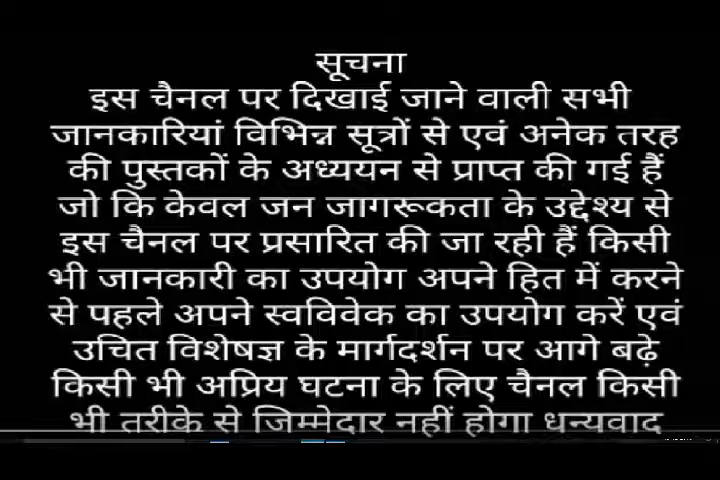 सूचना
इस चैनल पर दिखाई जाने वाली सभी
जानकारियां विभिन्न सूत्रों से एवं अनेक तरह
की पुस्तकों के अध्ययन से प्राप्त की गई हैं
जो कि केवल जन जागरूकता के उद्देश्य से
इस चैनल पर प्रसारित की जा रही हैं किसी
भी जानकारी का उपयोग अपने हित में करने
से पहले अपने स्वविवेक का उपयोग करें एवं
उचित विशेषज्ञ के मार्गदर्शन पर आगे बढ़े
किसी भी अप्रिय घटना के लिए चैनल किसी
भी तरीके से जिम्मेदार नहीं होगा धन्यवाद